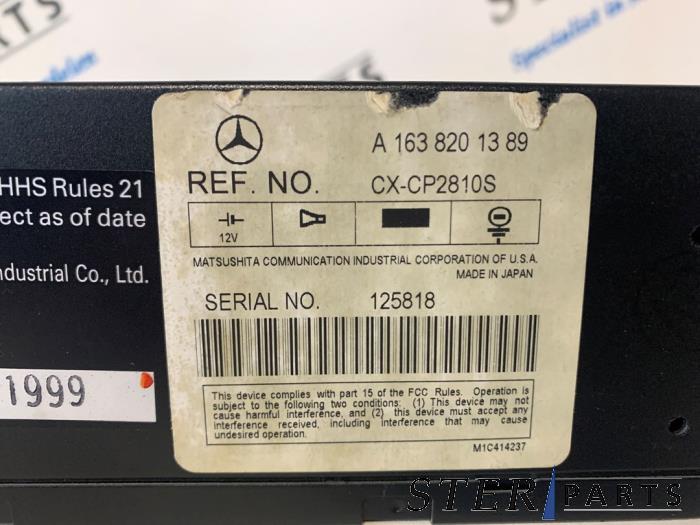 PARTS
HHS Rules 21
ect as of date
ndustrial Co., Ltd.
1999
A 163 820 13 89
REF. NO. CX-CP2810S
12V
MATSUSHITA COMMUNICATION INDUSTRIAL CORPORATION OF U.S.A.
MADE IN JAPAN
SERIAL NO. 125818
This device complies with part 15 of the FCC Rules. Operation is
subject to the following two conditions: (1) This device may not
cause harmful interference, and (2) this device must accept any
interference received, including interference that may cause
undesired operation.
M1C414237
STER PARTS